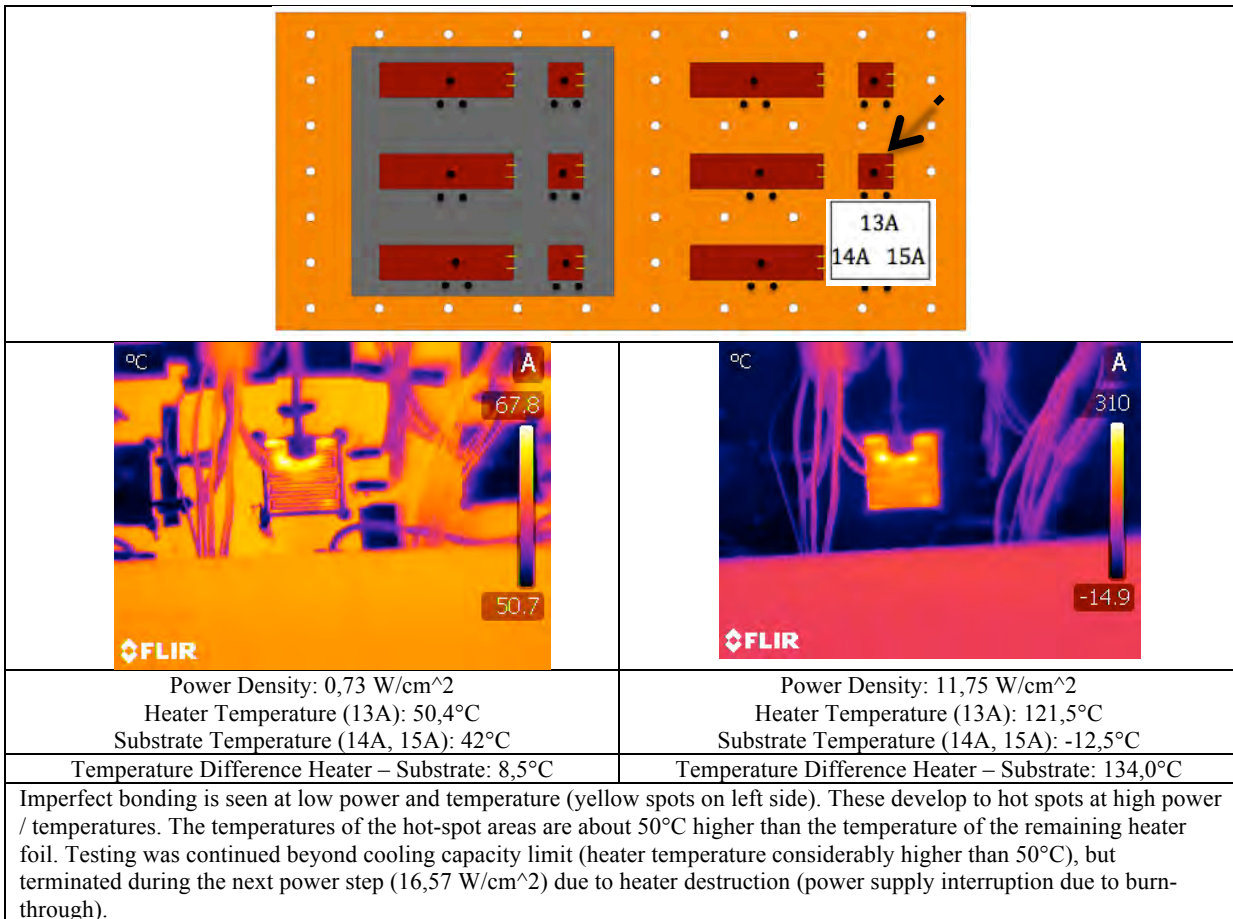 13A
14A 15A
ºC
A
67.8
50.7
FLIR
ºC
A
310
-14.9
FLIR
Power Density: 0,73 W/cm^2
Heater Temperature (13A): 50,4°C
Substrate Temperature (14A, 15A): 42°C
Power Density: 11,75 W/cm^2
Heater Temperature (13A): 121,5°C
Substrate Temperature (14A, 15A): -12,5°C
Temperature Difference Heater – Substrate: 8,5°C
Temperature Difference Heater – Substrate: 134,0°C
Imperfect bonding is seen at low power and temperature (yellow spots on left side). These develop to hot spots at high power
/ temperatures. The temperatures of the hot-spot areas are about 50°C higher than the temperature of the remaining heater
foil. Testing was continued beyond cooling capacity limit (heater temperature considerably higher than 50°C), but
terminated during the next power step (16,57 W/cm^2) due to heater destruction (power supply interruption due to burn-
through).